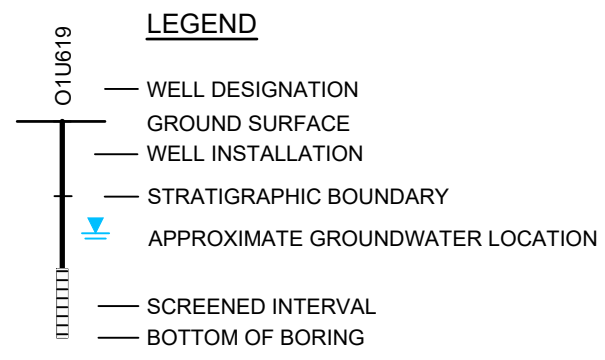 LEGEND
O1U619
WELL DESIGNATION
GROUND SURFACE
WELL INSTALLATION
STRATIGRAPHIC BOUNDARY
APPROXIMATE GROUNDWATER LOCATION
SCREENED INTERVAL
BOTTOM OF BORING